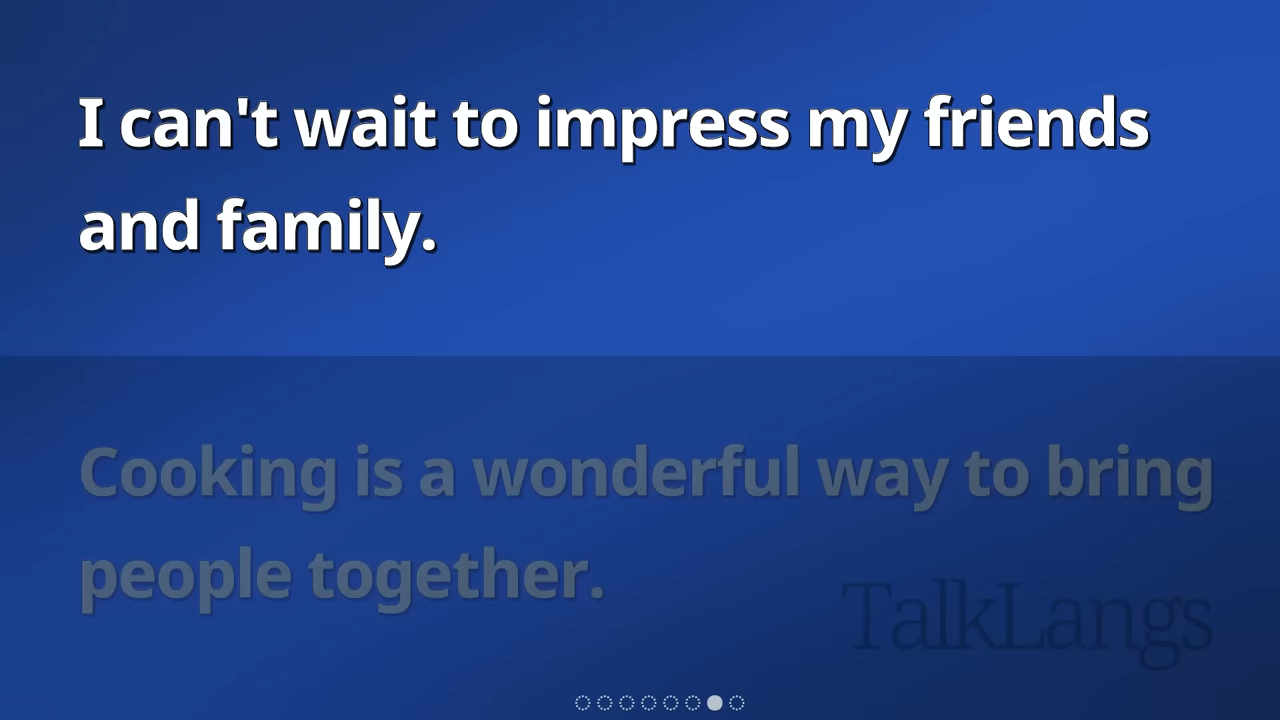 I can't wait to impress my friends
and family.
Cooking is a wonderful way to bring
people together.
TalkLangs